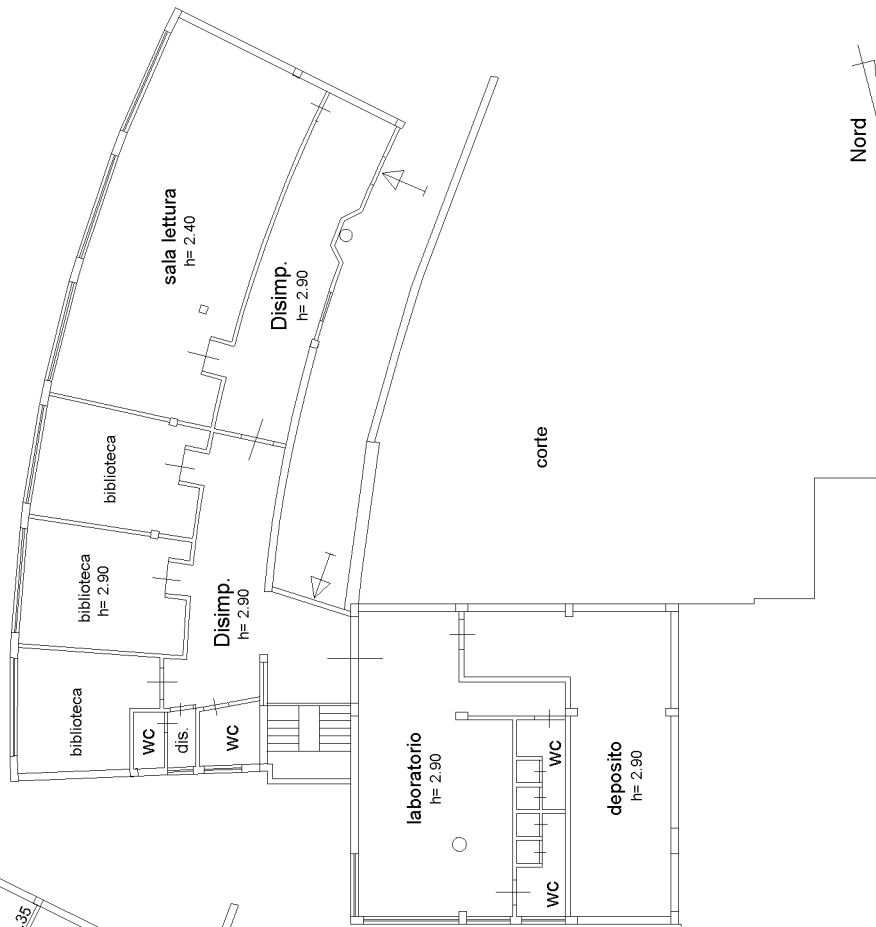 Nord
sala lettura
h= 2.40
Disimp.
h= 2.90
corte
biblioteca
biblioteca
h= 2.90
Disimp.
h= 2.90
biblioteca
wc
dis.
wc
laboratorio
h= 2.90
wc
deposito
h= 2.90
wc
.35